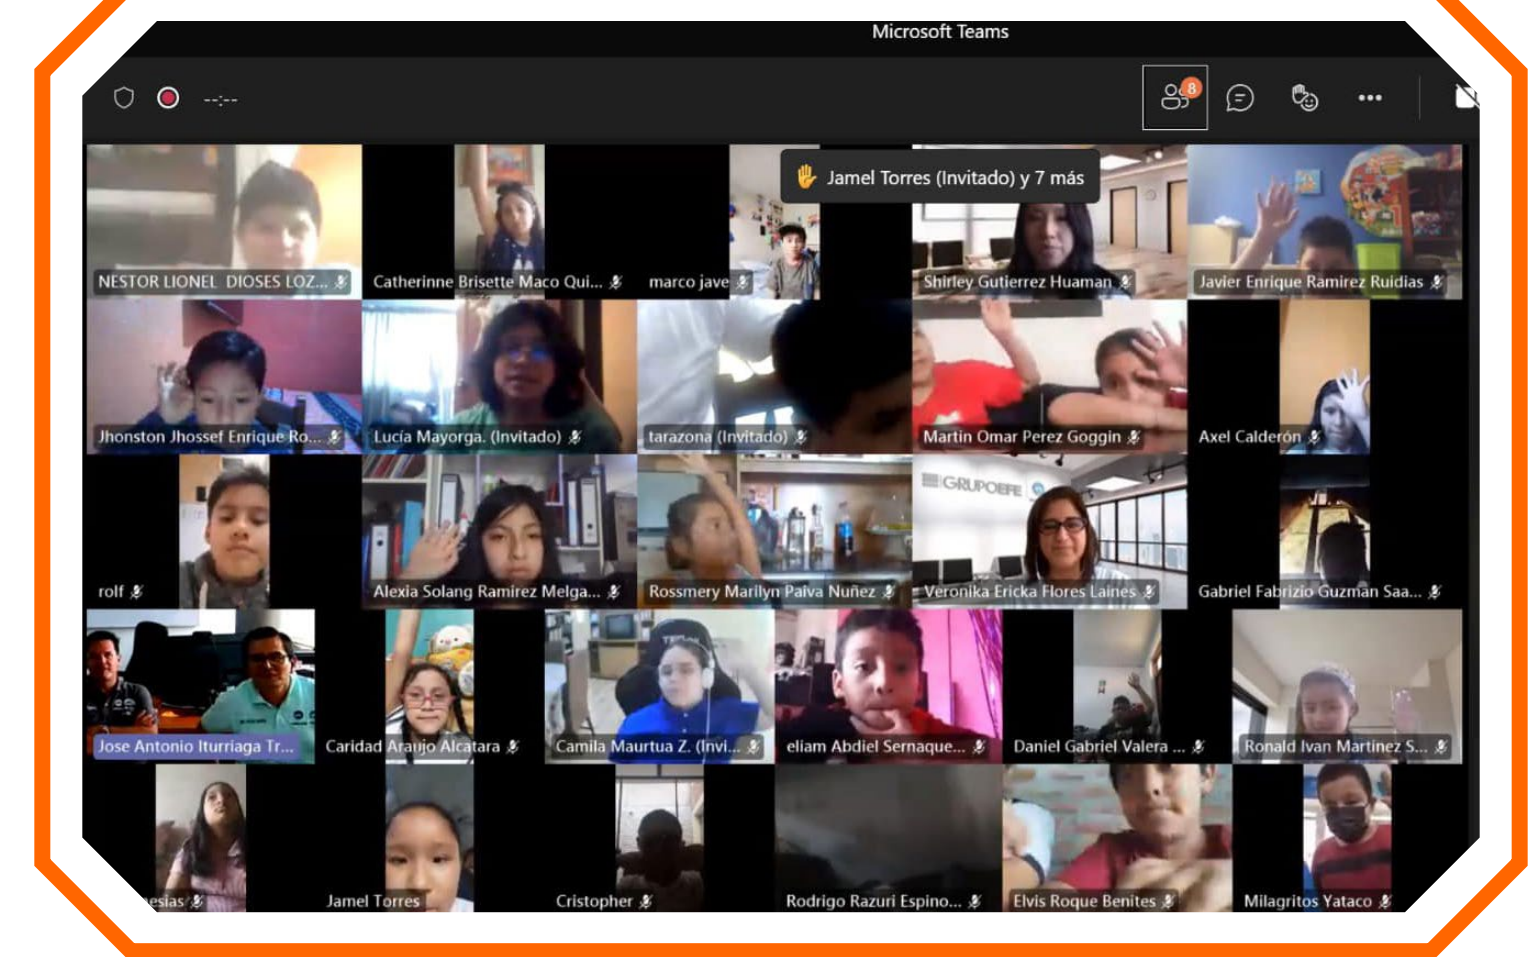 Microsoft Teams
--:--
8
Jamel Torres (Invitado) y 7 más
NESTOR LIONEL DIOSES LOZ...
Catherinne Brisette Maco Qui...
marco jave
Shirley Gutierrez Huaman
Javier Enrique Ramirez Ruidias
Jhonston Jhossef Enrique Ro...
Lucía Mayorga. (Invitado)
tarazona (Invitado)
Martin Omar Perez Goggin
Axel Calderón
GRUPOEFE
rolf
Alexia Solang Ramirez Melga...
Rossmery Marilyn Paiva Nuñez
Veronika Ericka Flores Laines
Gabriel Fabrizio Guzmán Saa...
Jose Antonio Iturriaga Tr...
Caridad Araujo Alcatara
Camila Maurtua Z. (Invi...
eliam Abdiel Sernaque...
Daniel Gabriel Valera ...
Ronald Ivan Martinez S...
esias
Jamel Torres
Cristopher
Rodrigo Razuri Espino...
Elvis Roque Benites
Milagritos Yataco